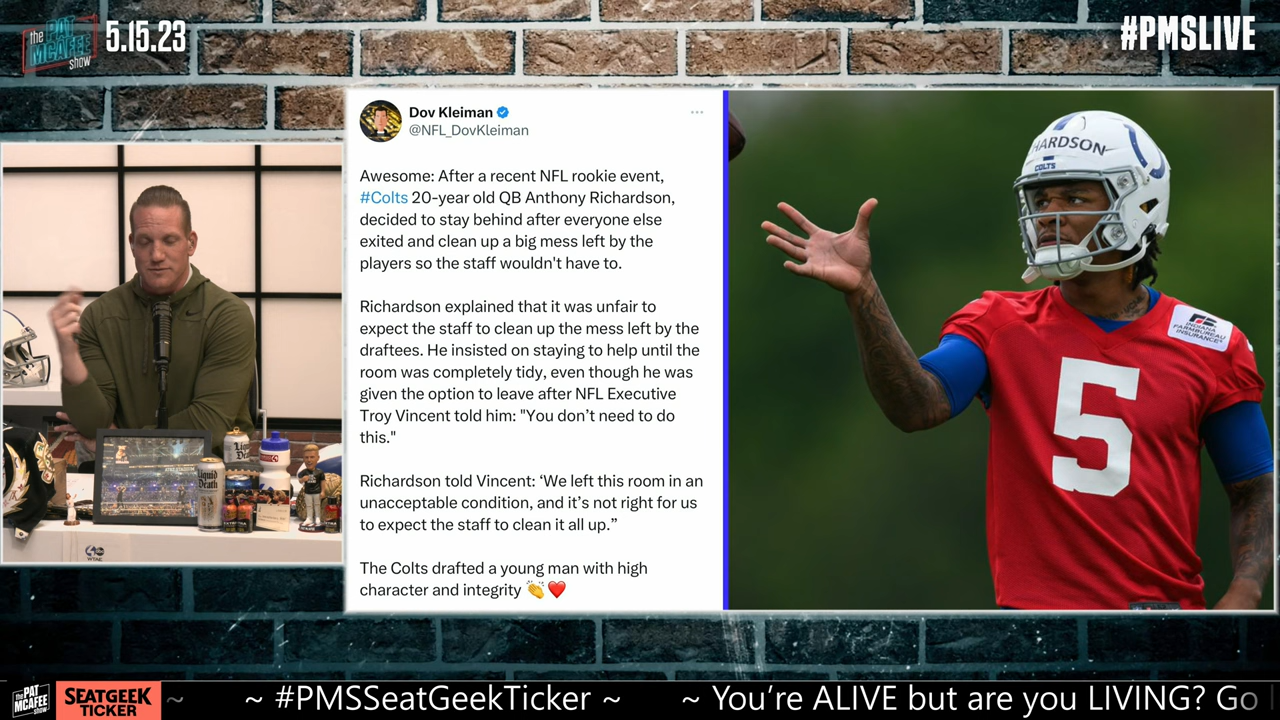 the PAT MCAFEE show
5.15.23
#PMSLIVE
Dov Kleiman
@NFL_DovKleiman
Awesome: After a recent NFL rookie event,
#Colts 20-year old QB Anthony Richardson,
decided to stay behind after everyone else
exited and clean up a big mess left by the
players so the staff wouldn't have to.
Richardson explained that it was unfair to
expect the staff to clean up the mess left by the
draftees. He insisted on staying to help until the
room was completely tidy, even though he was
given the option to leave after NFL Executive
Troy Vincent told him: "You don’t need to do
this."
Richardson told Vincent: ‘We left this room in an
unacceptable condition, and it’s not right for us
to expect the staff to clean it all up.”
The Colts drafted a young man with high
character and integrity 👏❤️
HARDSON
COLTS
INDIANA
FARM BUREAU
INSURANCE
5
Liquid
Death
WTAE
the PAT
MCAFEE
show
SEATGEEK
TICKER
~ ~ #PMSSeatGeekTicker ~ ~ You’re ALIVE but are you LIVING? Go